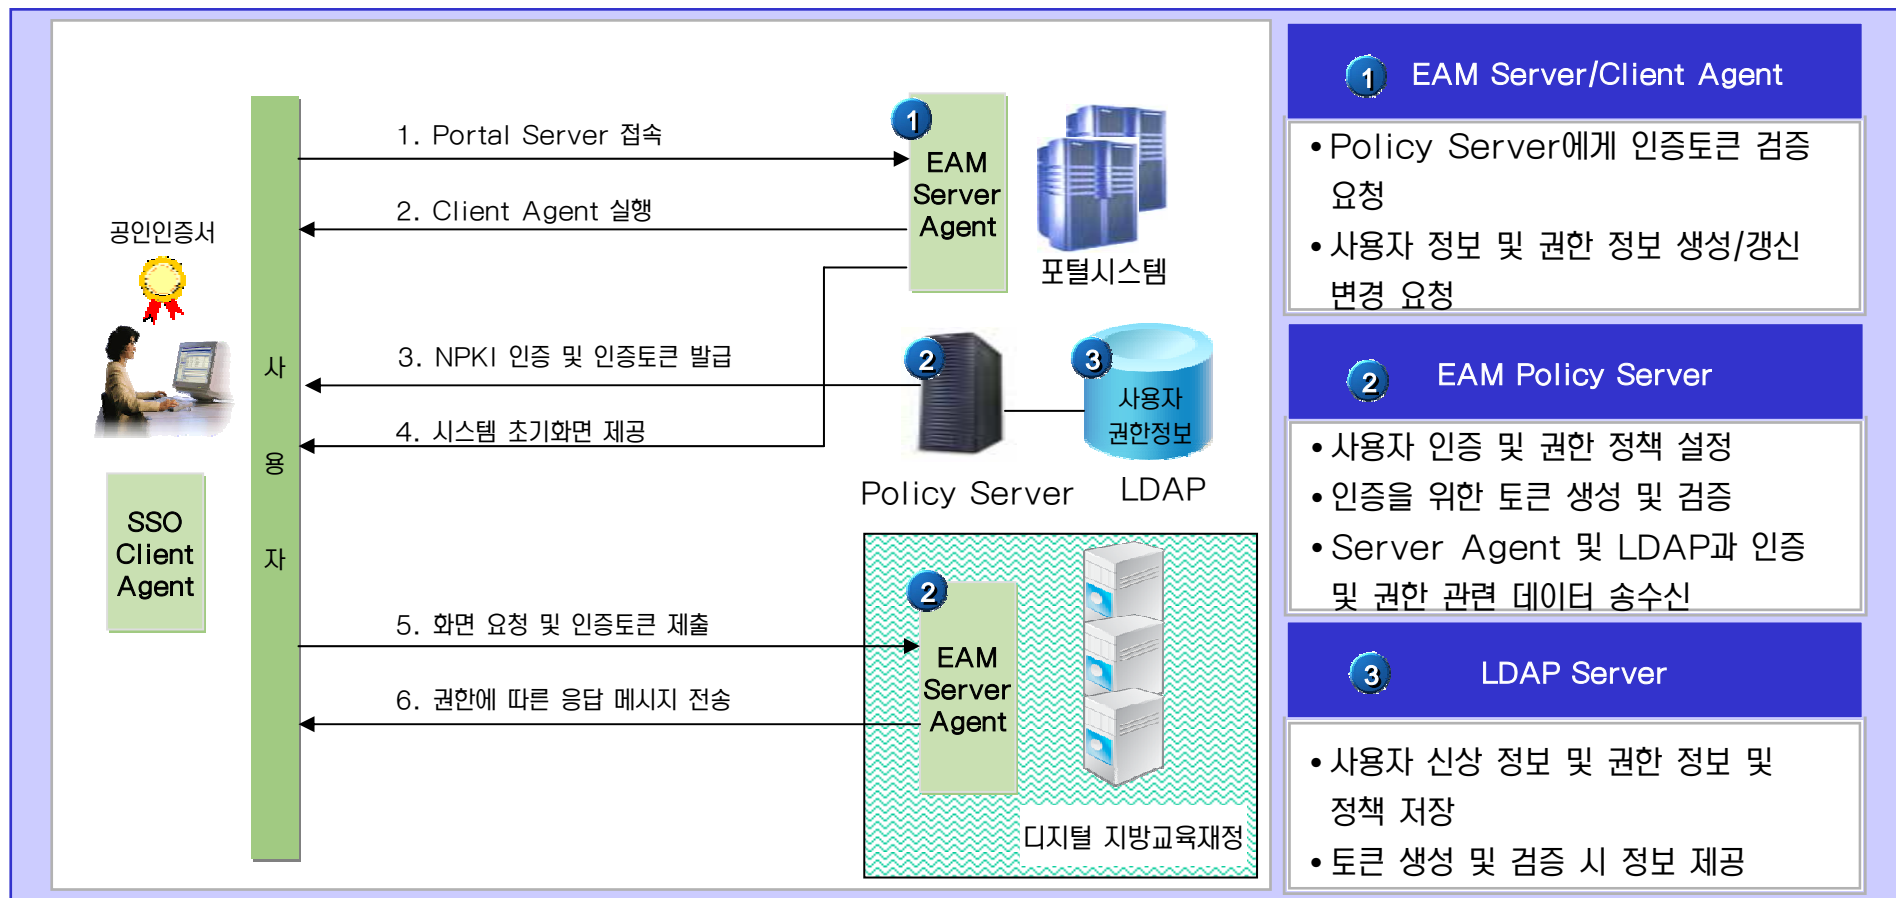 공인인증서
SSO
Client
Agent
사
용
자
1. Portal Server 접속
2. Client Agent 실행
3. NPKI 인증 및 인증토큰 발급
4. 시스템 초기화면 제공
5. 화면 요청 및 인증토큰 제출
6. 권한에 따른 응답 메시지 전송
1
EAM
Server
Agent
포털시스템
2
Policy Server
3
사용자
권한정보
LDAP
2
EAM
Server
Agent
디지털 지방교육재정
1 EAM Server/Client Agent
• Policy Server에게 인증토큰 검증
요청
• 사용자 정보 및 권한 정보 생성/갱신
변경 요청
2 EAM Policy Server
• 사용자 인증 및 권한 정책 설정
• 인증을 위한 토큰 생성 및 검증
• Server Agent 및 LDAP과 인증
및 권한 관련 데이터 송수신
3 LDAP Server
• 사용자 신상 정보 및 권한 정보 및
정책 저장
• 토큰 생성 및 검증 시 정보 제공